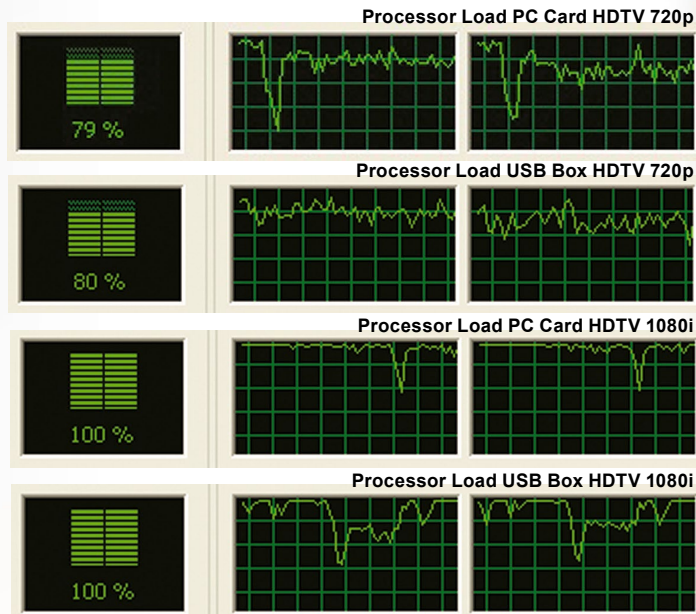 Processor Load PC Card HDTV 720p
79 %
Processor Load USB Box HDTV 720p
80 %
Processor Load PC Card HDTV 1080i
100 %
Processor Load USB Box HDTV 1080i
100 %